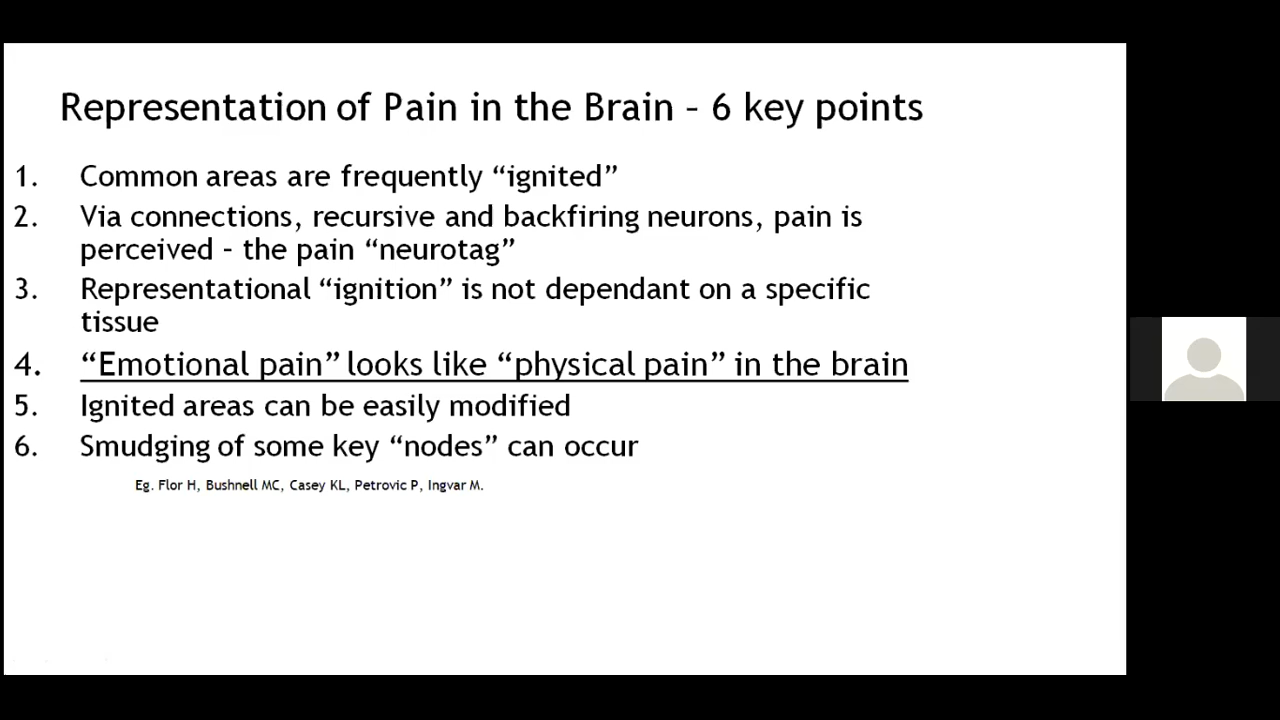 Representation of Pain in the Brain – 6 key points
1. Common areas are frequently “ignited”
2. Via connections, recursive and backfiring neurons, pain is
perceived – the pain “neurotag”
3. Representational “ignition” is not dependant on a specific
tissue
4. “Emotional pain” looks like “physical pain” in the brain
5. Ignited areas can be easily modified
6. Smudging of some key “nodes” can occur
Eg. Flor H, Bushnell MC, Casey KL, Petrovic P, Ingvar M.